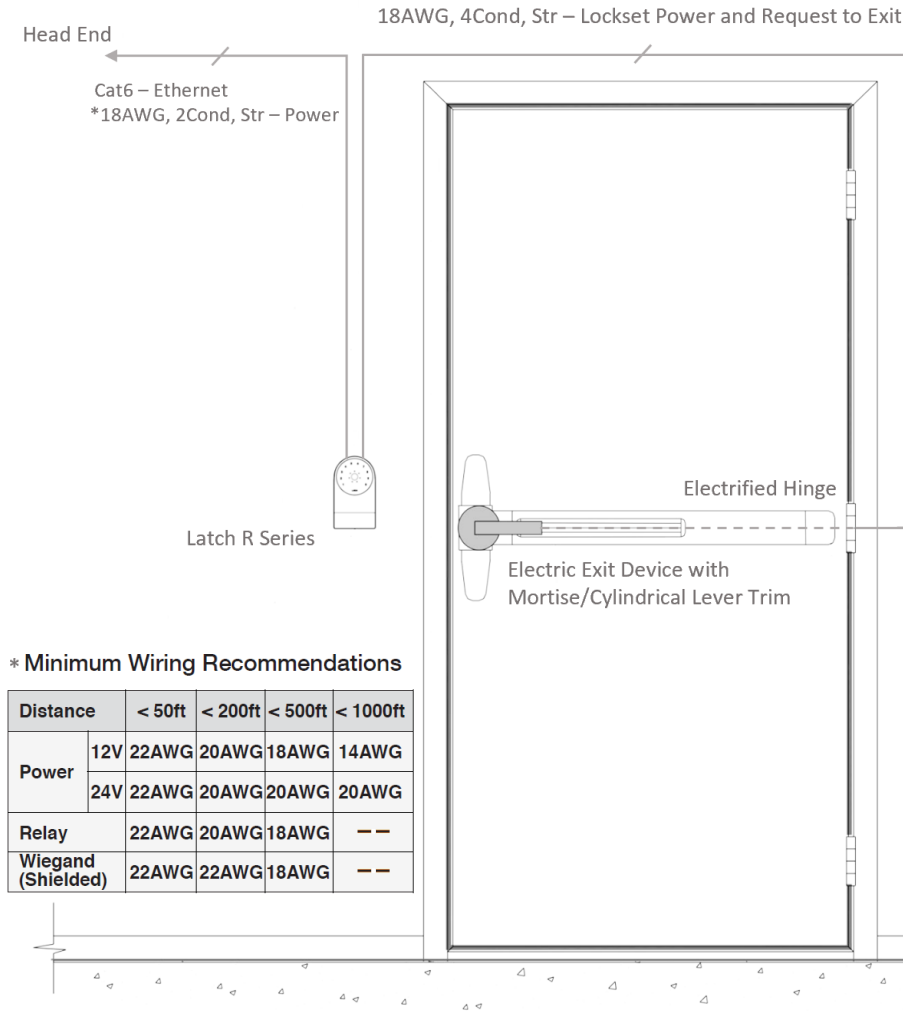 18AWG, 4Cond, Str – Lockset Power and Request to Exit
Head End
Cat6 – Ethernet
*18AWG, 2Cond, Str – Power
Electrified Hinge
Latch R Series
Electric Exit Device with
Mortise/Cylindrical Lever Trim
* Minimum Wiring Recommendations
Distance < 50ft < 200ft < 500ft < 1000ft
Power 12V 22AWG 20AWG 18AWG 14AWG
24V 22AWG 20AWG 20AWG 20AWG
Relay 22AWG 20AWG 18AWG – –
Wiegand
(Shielded) 22AWG 22AWG 18AWG – –